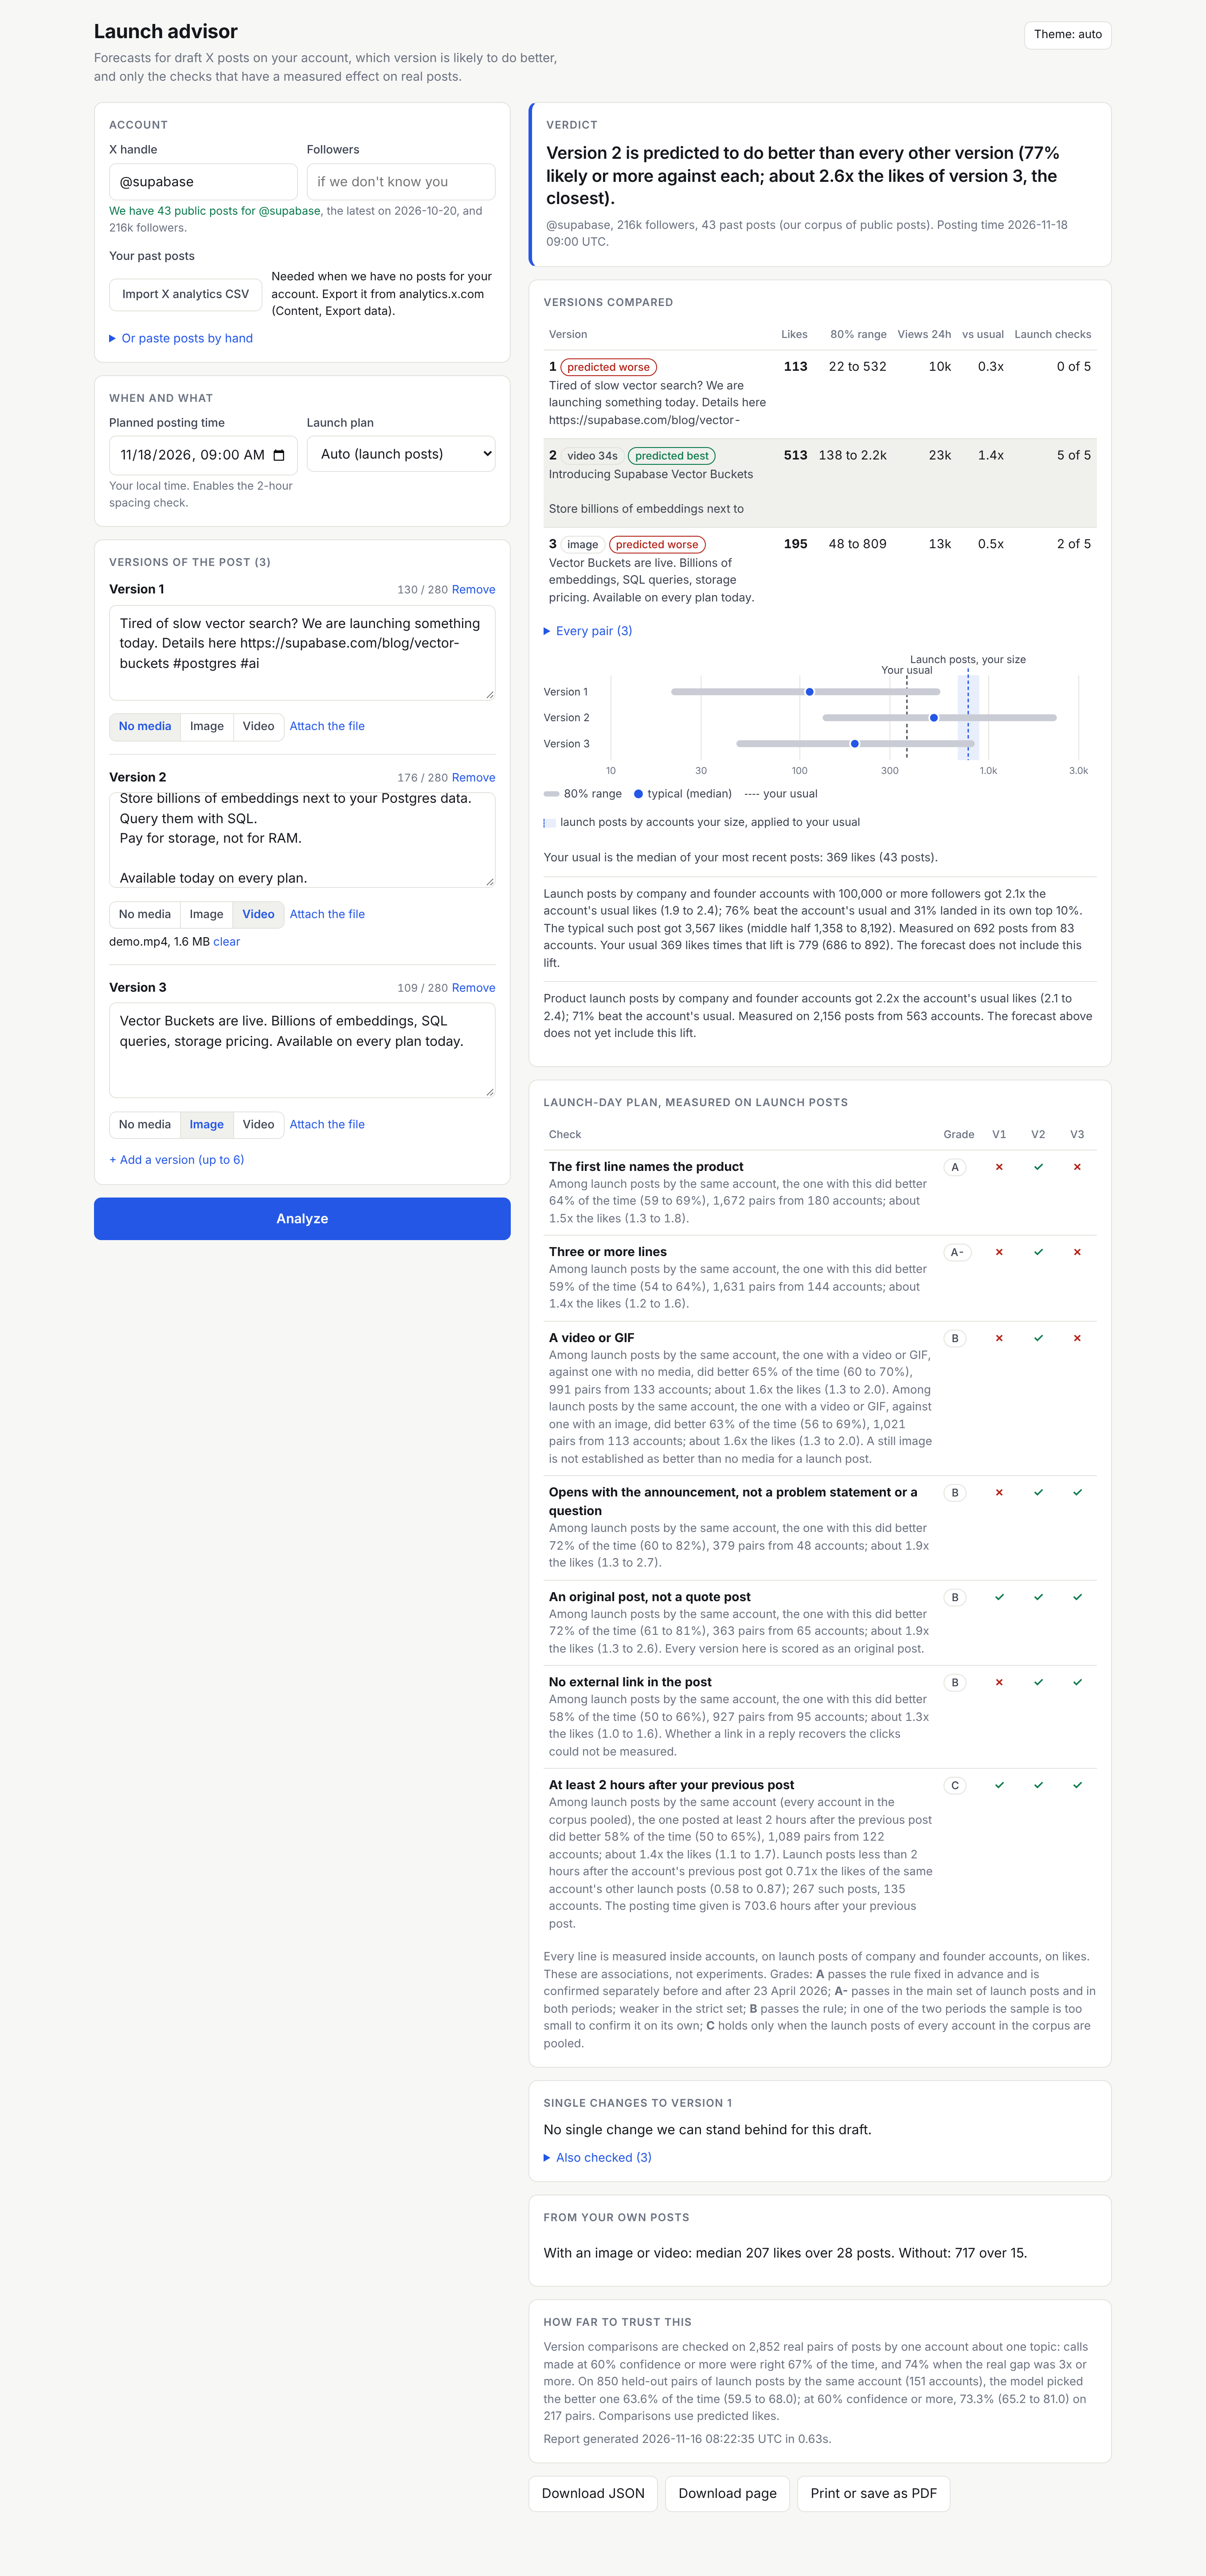 Launch advisor
Theme: auto
Forecasts for draft X posts on your account, which version is likely to do better,
and only the checks that have a measured effect on real posts.
ACCOUNT
X handle
Followers
@supabase
if we don't know you
We have 43 public posts for @supabase, the latest on 2026-10-20, and
216k followers.
Your past posts
Import X analytics CSV
Needed when we have no posts for your
account. Export it from analytics.x.com
(Content, Export data).
Or paste posts by hand
WHEN AND WHAT
Planned posting time
Launch plan
11/18/2026, 09:00 AM
Auto (launch posts)
Your local time. Enables the 2-hour
spacing check.
VERSIONS OF THE POST (3)
Version 1
130 / 280 Remove
Tired of slow vector search? We are launching something
today. Details here https://supabase.com/blog/vector-
buckets #postgres #ai
No media Image Video Attach the file
Version 2
176 / 280 Remove
Store billions of embeddings next to your Postgres data.
Query them with SQL.
Pay for storage, not for RAM.
Available today on every plan.
No media Image Video Attach the file
demo.mp4, 1.6 MB clear
Version 3
109 / 280 Remove
Vector Buckets are live. Billions of embeddings, SQL
queries, storage pricing. Available on every plan today.
No media Image Video Attach the file
+ Add a version (up to 6)
Analyze
VERDICT
Version 2 is predicted to do better than every other version (77%
likely or more against each; about 2.6x the likes of version 3, the
closest).
@supabase, 216k followers, 43 past posts (our corpus of public posts). Posting time 2026-11-18
09:00 UTC.
VERSIONS COMPARED
Version Likes 80% range Views 24h vs usual Launch checks
1 predicted worse 113 22 to 532 10k 0.3x 0 of 5
Tired of slow vector search? We are
launching something today. Details here
https://supabase.com/blog/vector-
2 video 34s predicted best 513 138 to 2.2k 23k 1.4x 5 of 5
Introducing Supabase Vector Buckets
Store billions of embeddings next to
3 image predicted worse 195 48 to 809 13k 0.5x 2 of 5
Vector Buckets are live. Billions of
embeddings, SQL queries, storage
pricing. Available on every plan today.
Every pair (3)
Launch posts, your size
Your usual
Version 1
Version 2
Version 3
10 30 100 300 1.0k 3.0k
80% range typical (median) your usual
launch posts by accounts your size, applied to your usual
Your usual is the median of your most recent posts: 369 likes (43 posts).
Launch posts by company and founder accounts with 100,000 or more followers got 2.1x the
account's usual likes (1.9 to 2.4); 76% beat the account's usual and 31% landed in its own top 10%.
The typical such post got 3,567 likes (middle half 1,358 to 8,192). Measured on 692 posts from 83
accounts. Your usual 369 likes times that lift is 779 (686 to 892). The forecast does not include this
lift.
Product launch posts by company and founder accounts got 2.2x the account's usual likes (2.1 to
2.4); 71% beat the account's usual. Measured on 2,156 posts from 563 accounts. The forecast above
does not yet include this lift.
LAUNCH-DAY PLAN, MEASURED ON LAUNCH POSTS
Check Grade V1 V2 V3
The first line names the product A × ✓ ×
Among launch posts by the same account, the one with this did better
64% of the time (59 to 69%), 1,672 pairs from 180 accounts; about
1.5x the likes (1.3 to 1.8).
Three or more lines A- × ✓ ×
Among launch posts by the same account, the one with this did better
59% of the time (54 to 64%), 1,631 pairs from 144 accounts; about
1.4x the likes (1.2 to 1.6).
A video or GIF B × ✓ ×
Among launch posts by the same account, the one with a video or GIF,
against one with no media, did better 65% of the time (60 to 70%),
991 pairs from 133 accounts; about 1.6x the likes (1.3 to 2.0). Among
launch posts by the same account, the one with a video or GIF, against
one with an image, did better 63% of the time (56 to 69%), 1,021
pairs from 113 accounts; about 1.6x the likes (1.3 to 2.0). A still image
is not established as better than no media for a launch post.
Opens with the announcement, not a problem statement or a B × ✓ ✓
question
Among launch posts by the same account, the one with this did better
72% of the time (60 to 82%), 379 pairs from 48 accounts; about 1.9x
the likes (1.3 to 2.7).
An original post, not a quote post B ✓ ✓ ✓
Among launch posts by the same account, the one with this did better
72% of the time (61 to 81%), 363 pairs from 65 accounts; about 1.9x
the likes (1.3 to 2.6). Every version here is scored as an original post.
No external link in the post B × ✓ ✓
Among launch posts by the same account, the one with this did better
58% of the time (50 to 66%), 927 pairs from 95 accounts; about 1.3x
the likes (1.0 to 1.6). Whether a link in a reply recovers the clicks
could not be measured.
At least 2 hours after your previous post C ✓ ✓ ✓
Among launch posts by the same account (every account in the
corpus pooled), the one posted at least 2 hours after the previous post
did better 58% of the time (50 to 65%), 1,089 pairs from 122
accounts; about 1.4x the likes (1.1 to 1.7). Launch posts less than 2
hours after the account's previous post got 0.71x the likes of the same
account's other launch posts (0.58 to 0.87); 267 such posts, 135
accounts. The posting time given is 703.6 hours after your previous
post.
Every line is measured inside accounts, on launch posts of company and founder accounts, on likes.
These are associations, not experiments. Grades: A passes the rule fixed in advance and is
confirmed separately before and after 23 April 2026; A- passes in the main set of launch posts and in
both periods; weaker in the strict set; B passes the rule; in one of the two periods the sample is too
small to confirm it on its own; C holds only when the launch posts of every account in the corpus are
pooled.
SINGLE CHANGES TO VERSION 1
No single change we can stand behind for this draft.
Also checked (3)
FROM YOUR OWN POSTS
With an image or video: median 207 likes over 28 posts. Without: 717 over 15.
HOW FAR TO TRUST THIS
Version comparisons are checked on 2,852 real pairs of posts by one account about one topic: calls
made at 60% confidence or more were right 67% of the time, and 74% when the real gap was 3x or
more. On 850 held-out pairs of launch posts by the same account (151 accounts), the model picked
the better one 63.6% of the time (59.5 to 68.0); at 60% confidence or more, 73.3% (65.2 to 81.0) on
217 pairs. Comparisons use predicted likes.
Report generated 2026-11-16 08:22:35 UTC in 0.63s.
Download JSON
Download page
Print or save as PDF